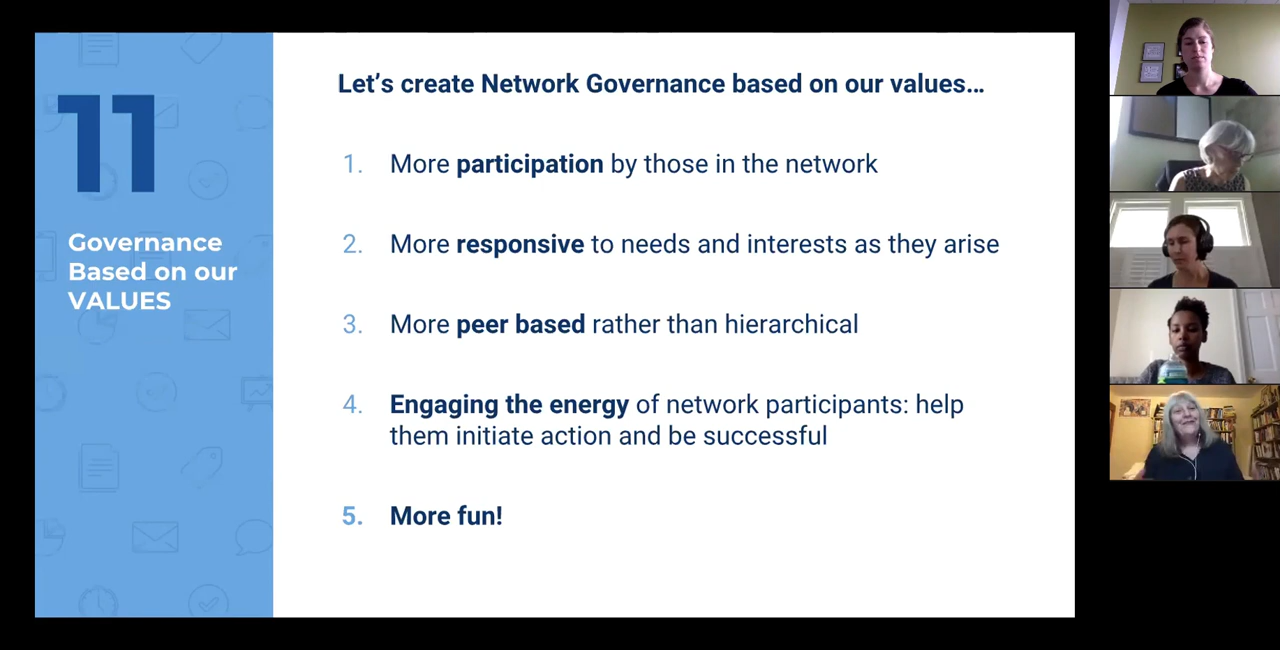 11
Governance
Based on our
VALUES
Let’s create Network Governance based on our values…
1. More participation by those in the network
2. More responsive to needs and interests as they arise
3. More peer based rather than hierarchical
4. Engaging the energy of network participants: help
them initiate action and be successful
5. More fun!